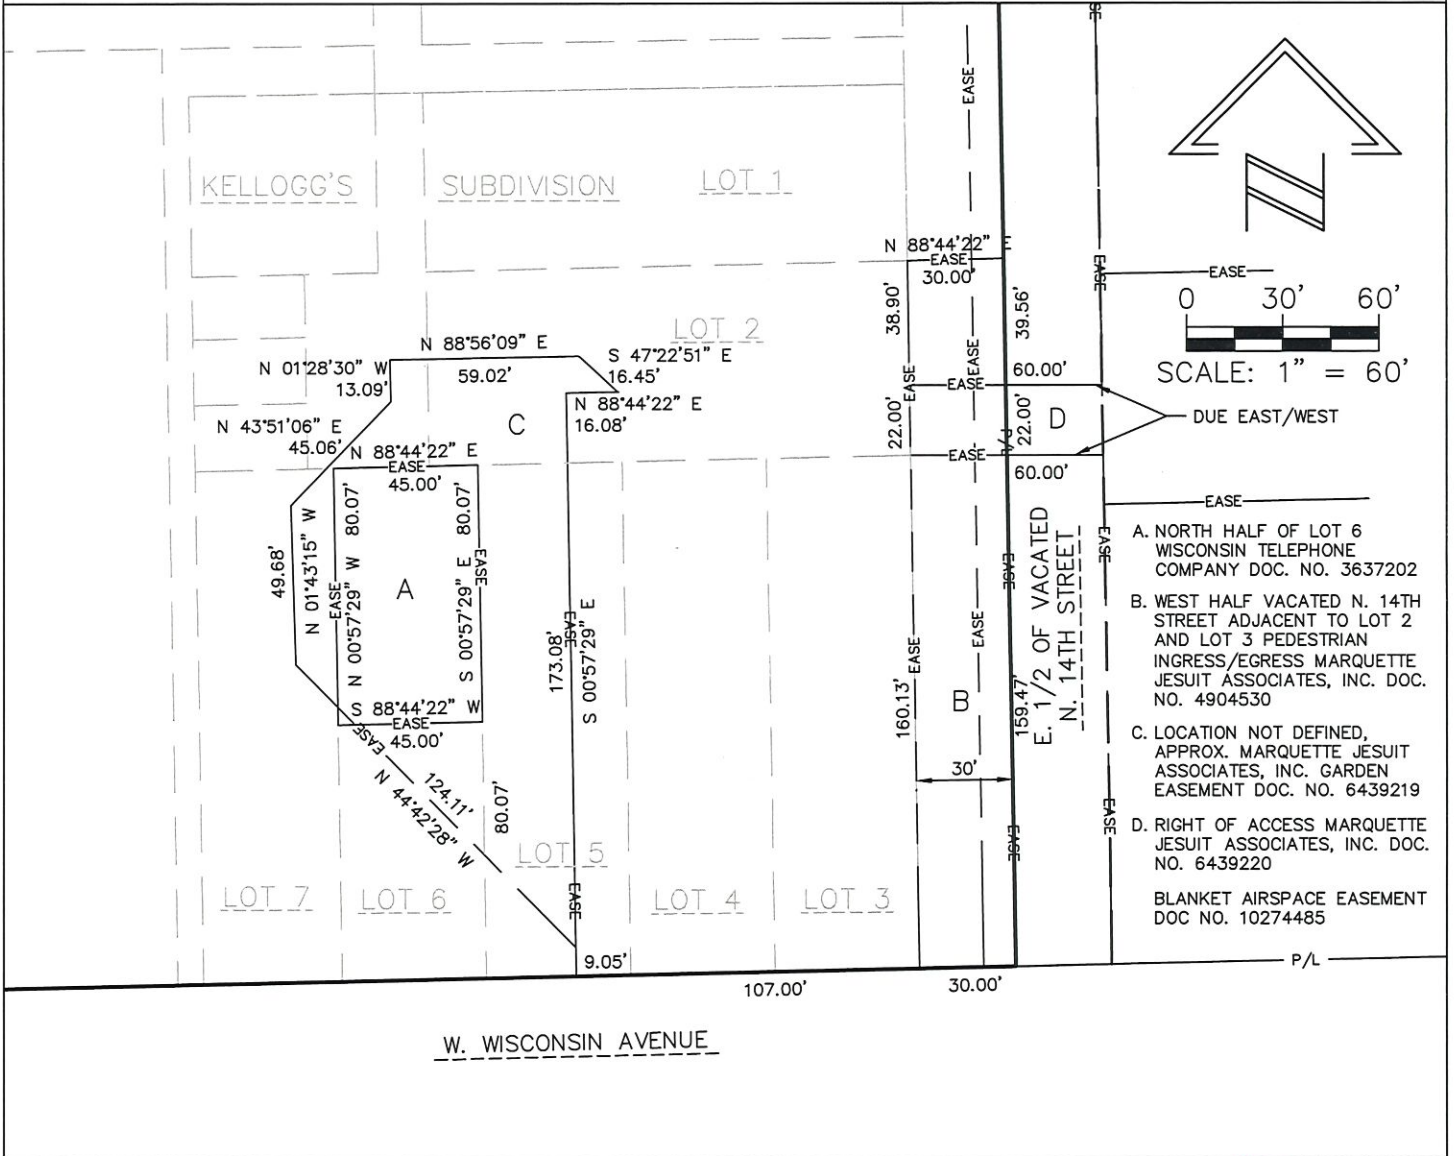 KELLOGG'S SUBDIVISION LOT 1
EASE
EASE
N 88°44'22" E
EASE
30.00'
38.90'
39.56'
EASE
EASE
0 30' 60'
SCALE: 1" = 60'
LOT 2
N 88°56'09" E
59.02'
S 47°22'51" E
16.45'
N 01°28'30" W
13.09'
N 88°44'22" E
16.08'
N 43°51'06" E
45.06'
C
EASE
EASE
EASE
60.00'
22.00'
22.00'
P/L
D
DUE EAST/WEST
EASE
60.00'
EASE
N 88°44'22" E
EASE
45.00'
80.07'
80.07'
49.68'
N 01°43'15" W
EASE
N 00°57'29" W
A
S 00°57'29" E
EASE
S 88°44'22" W
EASE
45.00'
EASE
124.11'
N 44°42'28" W
80.07'
173.08'
EASE
S 00°57'29" E
EASE
9.05'
EASE
EASE
EASE
EASE
160.13'
B
159.47'
30'
E. 1/2 OF VACATED
N. 14TH STREET
EASE
EASE
EASE
LOT 7
LOT 6
LOT 5
LOT 4
LOT 3
A. NORTH HALF OF LOT 6
WISCONSIN TELEPHONE
COMPANY DOC. NO. 3637202
B. WEST HALF VACATED N. 14TH
STREET ADJACENT TO LOT 2
AND LOT 3 PEDESTRIAN
INGRESS/EGRESS MARQUETTE
JESUIT ASSOCIATES, INC. DOC.
NO. 4904530
C. LOCATION NOT DEFINED,
APPROX. MARQUETTE JESUIT
ASSOCIATES, INC. GARDEN
EASEMENT DOC. NO. 6439219
D. RIGHT OF ACCESS MARQUETTE
JESUIT ASSOCIATES, INC. DOC.
NO. 6439220
BLANKET AIRSPACE EASEMENT
DOC NO. 10274485
P/L
107.00'
30.00'
W. WISCONSIN AVENUE